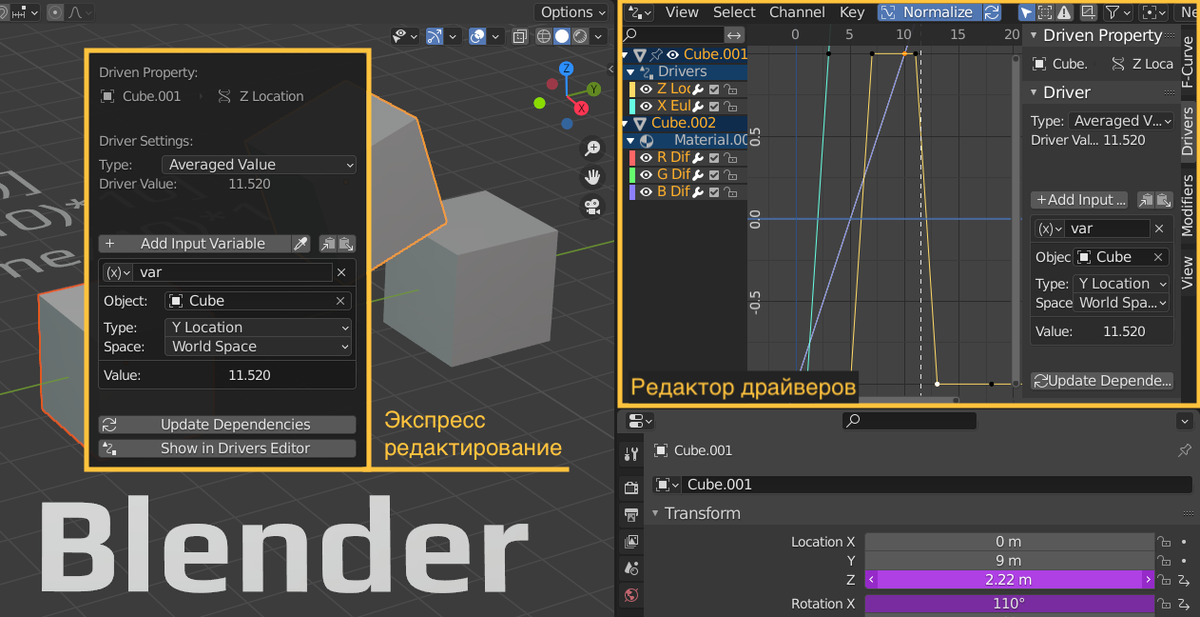 Options
Driven Property:
Cube.001 Z Location
Driver Settings:
Type: Averaged Value
Driver Value: 11.520
+ Add Input Variable
(x) var
Object: Cube
Type: Y Location
Space: World Space
Value: 11.520
Update Dependencies
Show in Drivers Editor
Экспресс
редактирование
Blender
Z
Y
X
View Select Channel Key Normalize Ne
0 5 10 15 20
Cube.001
Drivers
Z Loc
X Eul
Cube.002
Material.00
R Dif
G Dif
B Dif
0.5
0.0
-0.5
Редактор драйверов
Driven Property
Cube. Z Loca
Driver
Type: Averaged V...
Driver Val... 11.520
+Add Input ...
(x) var
Objec Cube
Type: Y Location
Space World Spa...
Value: 11.520
Update Depende...
F-Curve
Drivers
Modifiers
View
Cube.001
Cube.001
Transform
Location X 0 m
Y 9 m
Z 2.22 m
Rotation X 110°